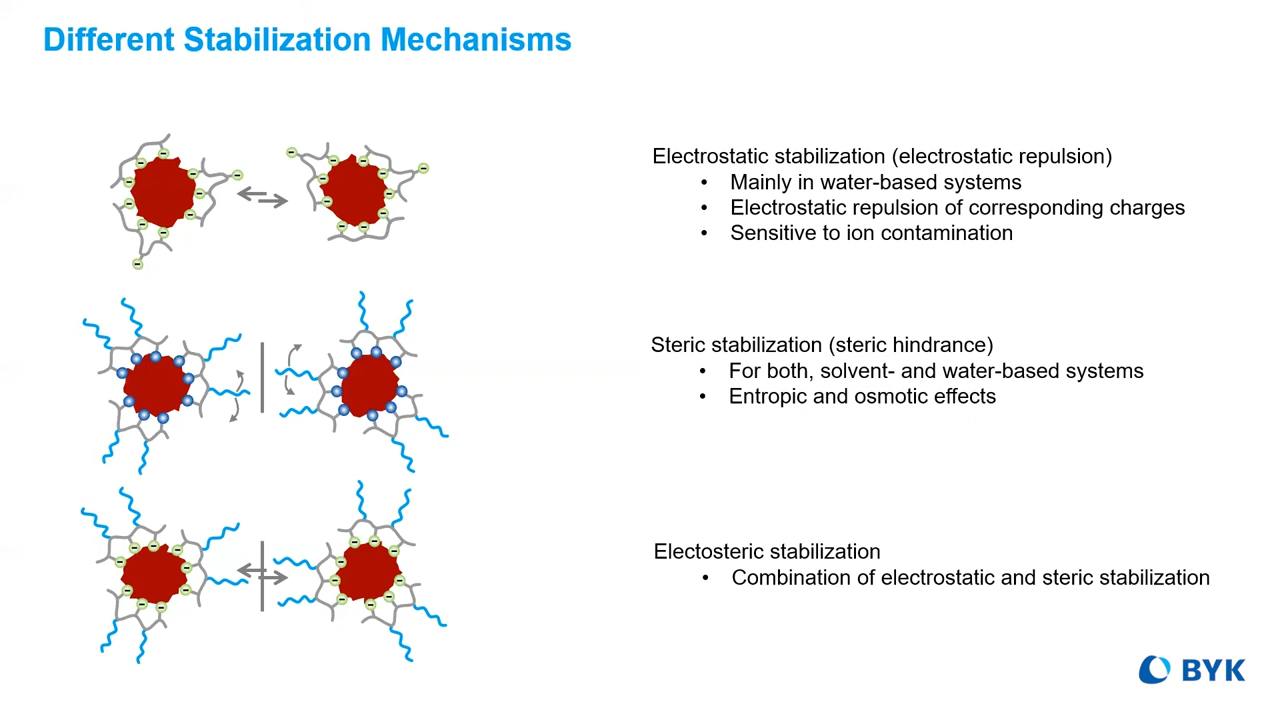 Different Stabilization Mechanisms
Electrostatic stabilization (electrostatic repulsion)
• Mainly in water-based systems
• Electrostatic repulsion of corresponding charges
• Sensitive to ion contamination
Steric stabilization (steric hindrance)
• For both, solvent- and water-based systems
• Entropic and osmotic effects
Electosteric stabilization
• Combination of electrostatic and steric stabilization
BYK